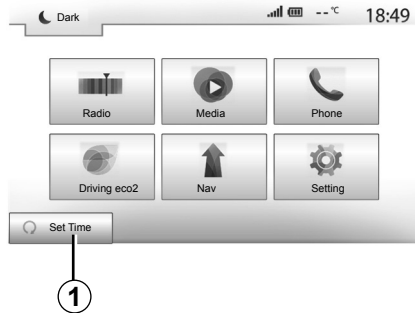 Dark --°C 18:49
Radio Media Phone
Driving eco2 Nav Setting
Set Time
1